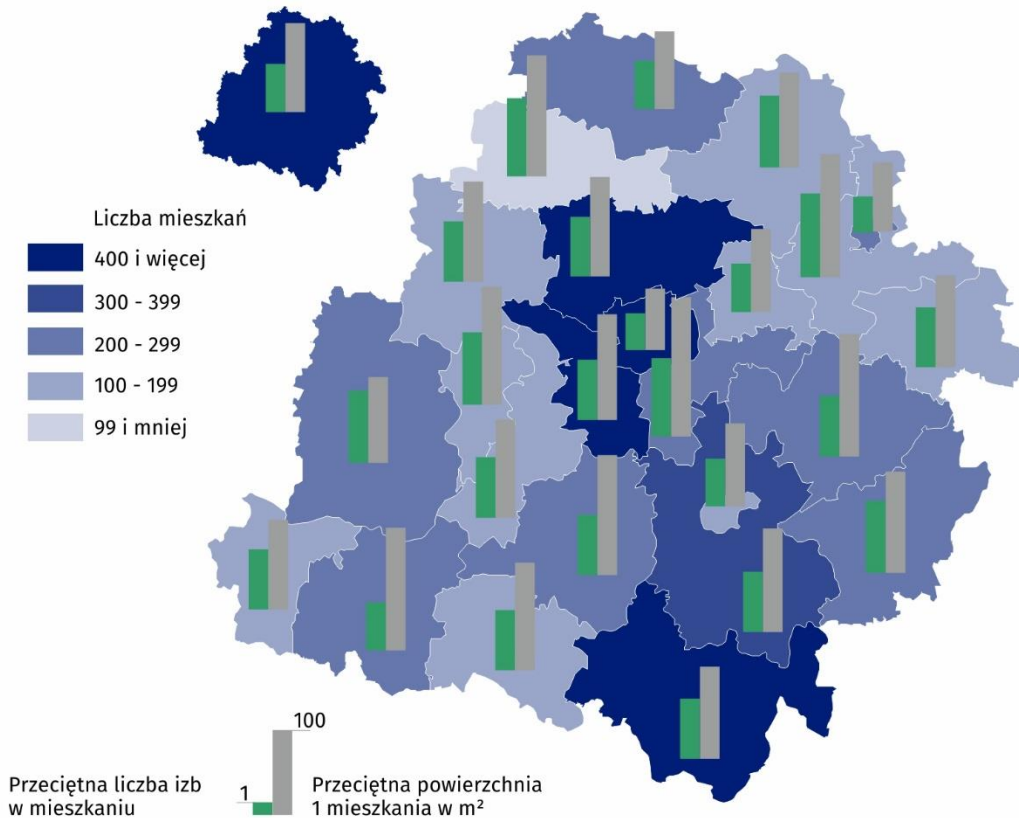 Liczba mieszkań
400 i więcej
300 - 399
200 - 299
100 - 199
99 i mniej
100
1
Przeciętna liczba izb
w mieszkaniu
Przeciętna powierzchnia
1 mieszkania w m²